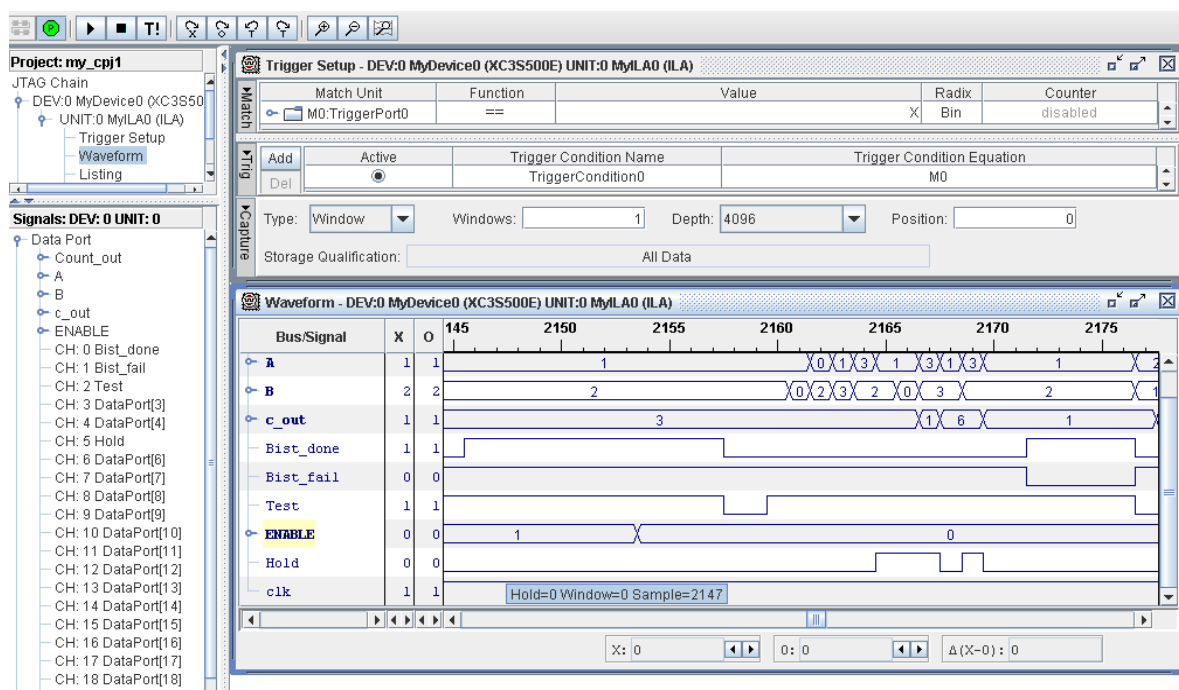 P T!
Project: my_cpj1
JTAG Chain
DEV:0 MyDevice0 (XC3S50
UNIT:0 MyILA0 (ILA)
Trigger Setup
Waveform
Listing
Signals: DEV: 0 UNIT: 0
Data Port
Count_out
A
B
c_out
ENABLE
CH: 0 Bist_done
CH: 1 Bist_fail
CH: 2 Test
CH: 3 DataPort[3]
CH: 4 DataPort[4]
CH: 5 Hold
CH: 6 DataPort[6]
CH: 7 DataPort[7]
CH: 8 DataPort[8]
CH: 9 DataPort[9]
CH: 10 DataPort[10]
CH: 11 DataPort[11]
CH: 12 DataPort[12]
CH: 13 DataPort[13]
CH: 14 DataPort[14]
CH: 15 DataPort[15]
CH: 16 DataPort[16]
CH: 17 DataPort[17]
CH: 18 DataPort[18]
Trigger Setup - DEV:0 MyDevice0 (XC3S500E) UNIT:0 MyILA0 (ILA)
Match
Match Unit Function Value Radix Counter
M0:TriggerPort0 == X Bin disabled
Trig
Add Active Trigger Condition Name Trigger Condition Equation
Del TriggerCondition0 M0
Capture
Type: Window Windows: 1 Depth: 4096 Position: 0
Storage Qualification: All Data
Waveform - DEV:0 MyDevice0 (XC3S500E) UNIT:0 MyILA0 (ILA)
Bus/Signal X O 145 2150 2155 2160 2165 2170 2175
A 1 1 1 0 1 3 1 3 1 3 1 2
B 2 2 2 0 2 3 2 0 3 2 1
c_out 1 1 3 1 6 1
Bist_done 1 1
Bist_fail 0 0
Test 1 1
ENABLE 0 0 1 0
Hold 0 0
clk 1 1
Hold=0 Window=0 Sample=2147
X: 0 O: 0 Δ(X-O): 0